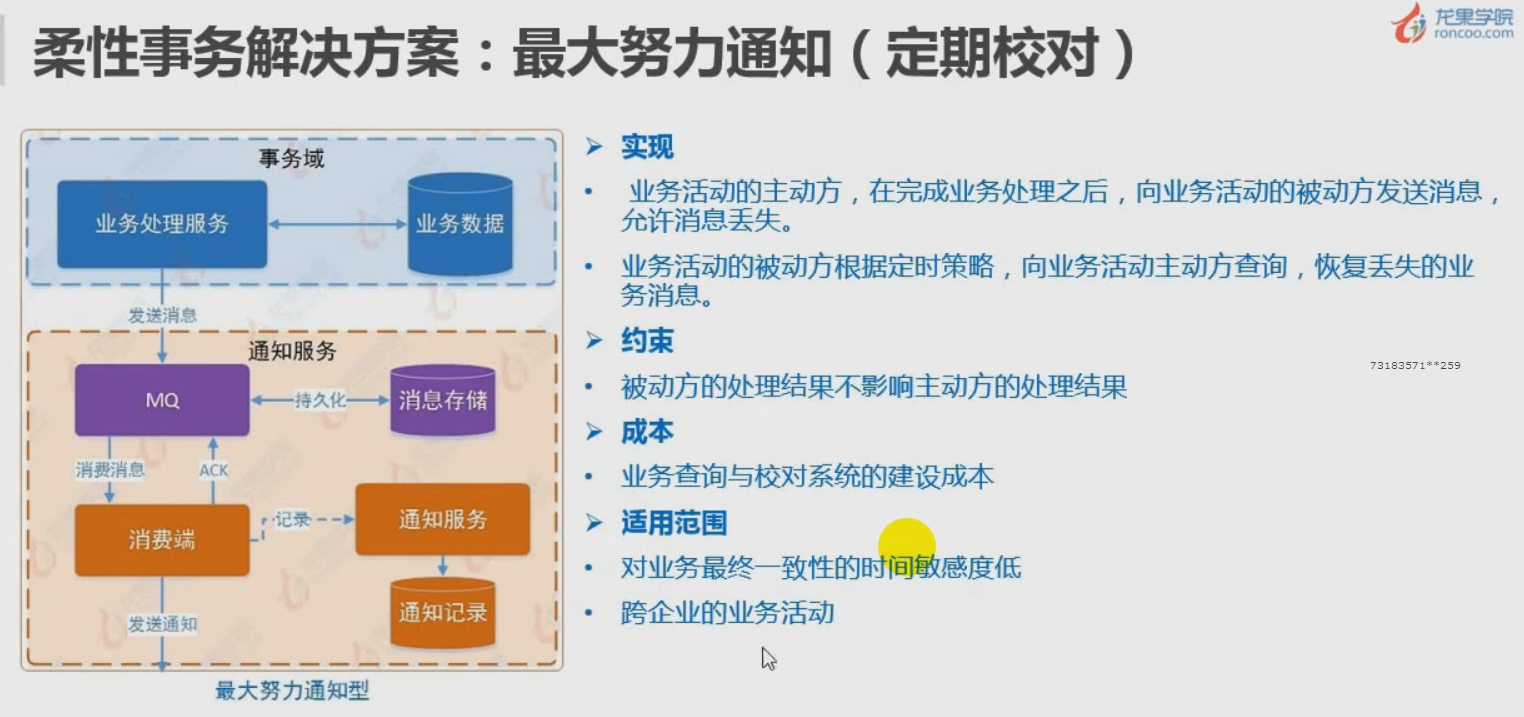 龙果学院
roncoo.com
柔性事务解决方案：最大努力通知（定期校对）
事务域
业务处理服务
业务数据
发送消息
通知服务
MQ
持久化
消息存储
消费消息
ACK
消费端
记录
通知服务
发送通知
通知记录
最大努力通知型
➢ 实现
• 业务活动的主动方，在完成业务处理之后，向业务活动的被动方发送消息，
允许消息丢失。
• 业务活动的被动方根据定时策略，向业务活动主动方查询，恢复丢失的业
务消息。
➢ 约束
• 被动方的处理结果不影响主动方的处理结果
➢ 成本
• 业务查询与校对系统的建设成本
➢ 适用范围
• 对业务最终一致性的时间敏感度低
• 跨企业的业务活动
73183571**259